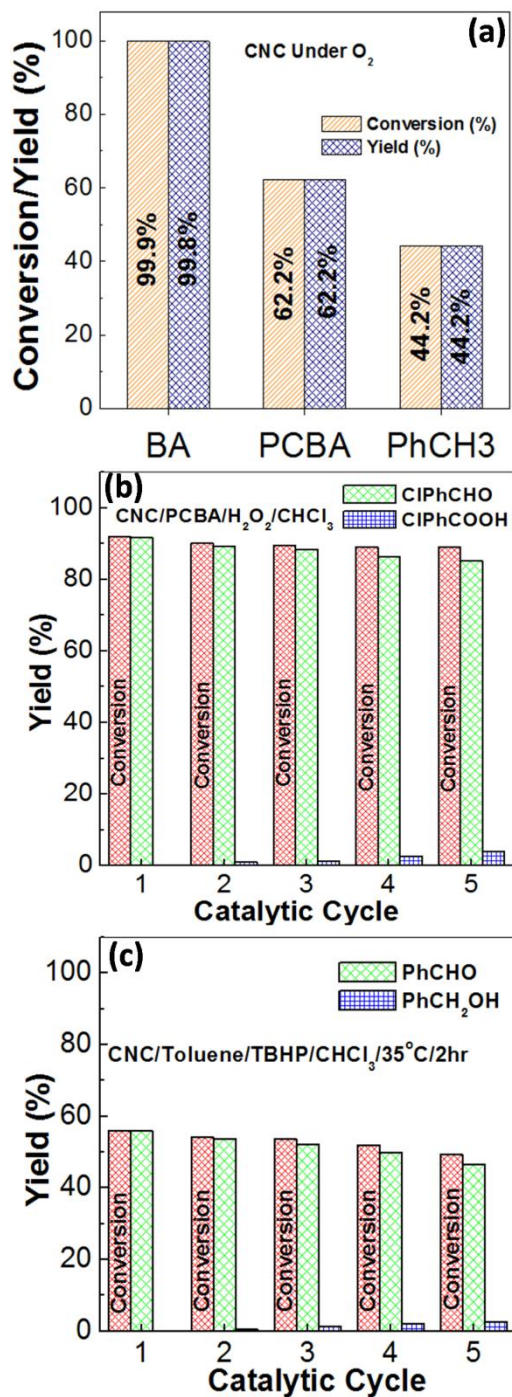 (a)
CNC Under O₂
Conversion (%)
Yield (%)
Conversion/Yield (%)
100
80
60
40
20
0
99.9%
99.8%
62.2%
62.2%
44.2%
44.2%
BA PCBA PhCH3
(b)
ClPhCHO
ClPhCOOH
CNC/PCBA/H₂O₂/CHCl₃
Yield (%)
100
80
60
40
20
0
Conversion
Conversion
Conversion
Conversion
Conversion
1 2 3 4 5
Catalytic Cycle
(c)
PhCHO
PhCH₂OH
CNC/Toluene/TBHP/CHCl₃/35°C/2hr
Yield (%)
100
80
60
40
20
0
Conversion
Conversion
Conversion
Conversion
Conversion
1 2 3 4 5
Catalytic Cycle